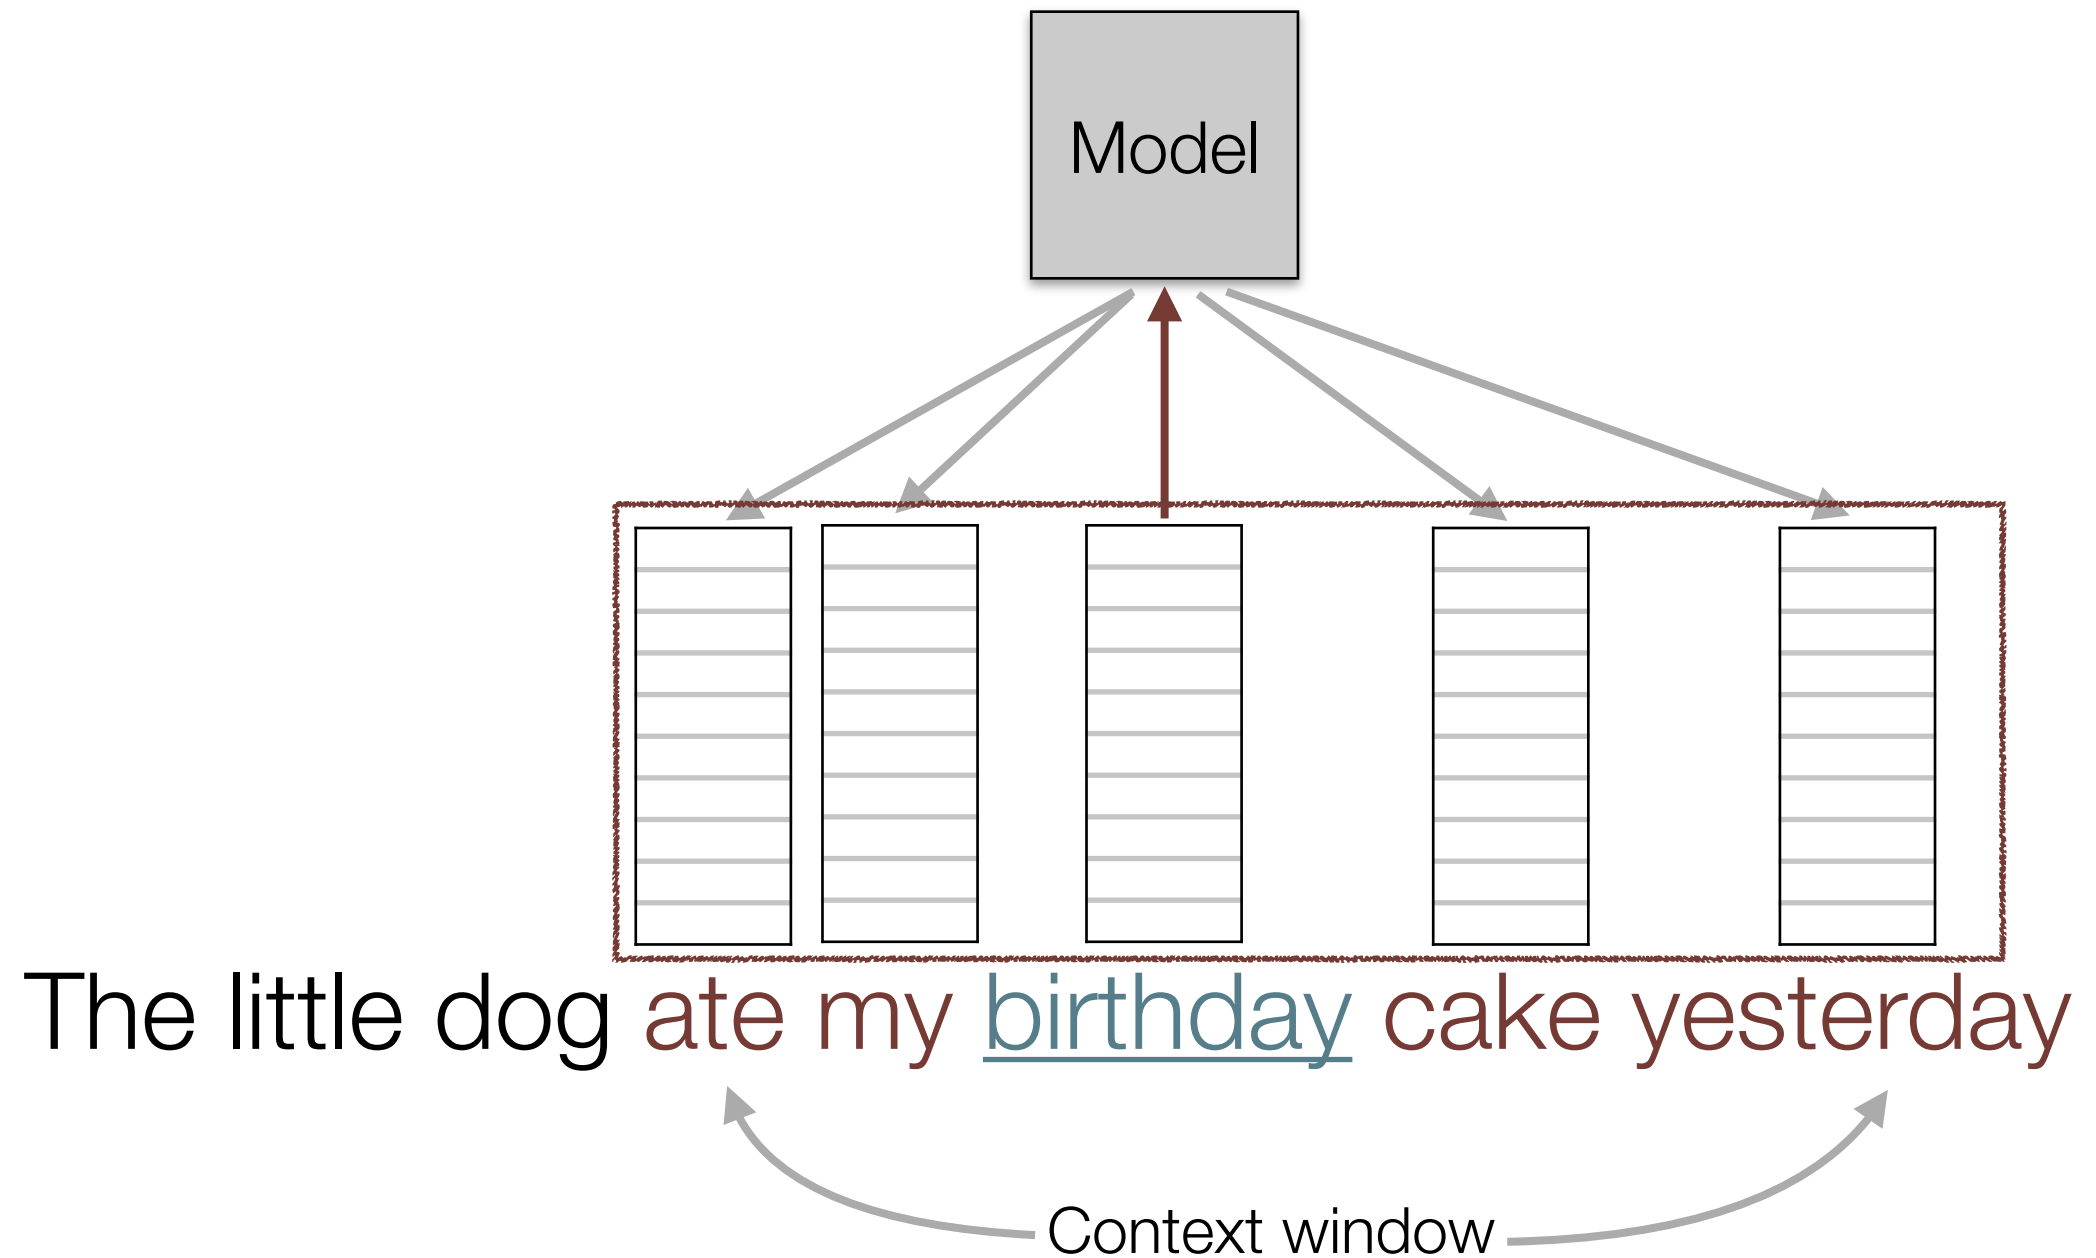 Model
The little dog ate my birthday cake yesterday
Context window